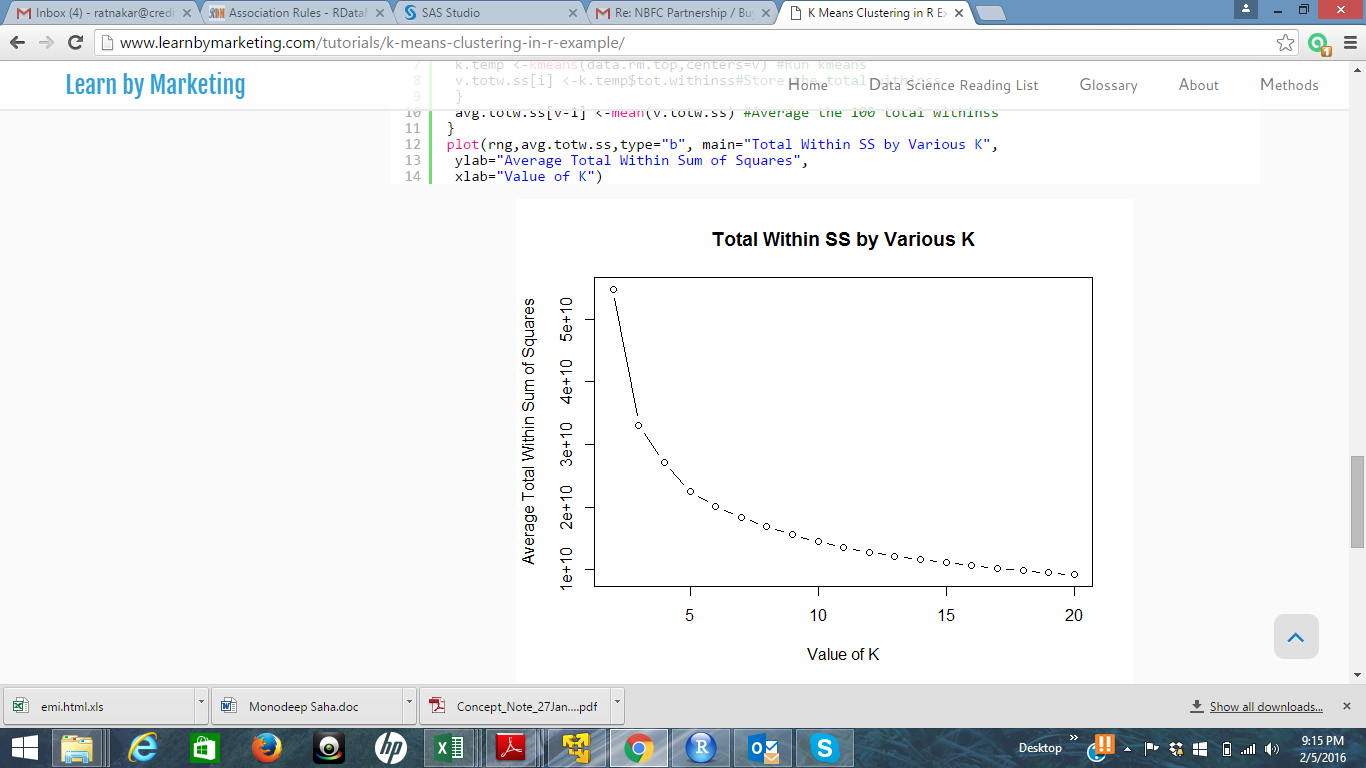 Inbox (4) - ratnakar@credi
Association Rules - RDataM
SAS Studio
Re: NBFC Partnership / Bu
K Means Clustering in R Ex
www.learnbymarketing.com/tutorials/k-means-clustering-in-r-example/
Learn by Marketing
Home
Data Science Reading List
Glossary
About
Methods
7 k.temp <-kmeans(data.rm.top,centers=v) #Run kmeans
8 v.totw.ss[i] <-k.temp$tot.withinss#Store the total withinss
9 }
10 avg.totw.ss[v-1] <-mean(v.totw.ss) #Average the 100 total withinss
11 }
12 plot(rng,avg.totw.ss,type="b", main="Total Within SS by Various K",
13 ylab="Average Total Within Sum of Squares",
14 xlab="Value of K")
Total Within SS by Various K
Average Total Within Sum of Squares
5e+10
4e+10
3e+10
2e+10
1e+10
5 10 15 20
Value of K
emi.html.xls
Monodeep Saha.doc
Concept_Note_27Jan....pdf
Show all downloads...
Desktop
9:15 PM
2/5/2016